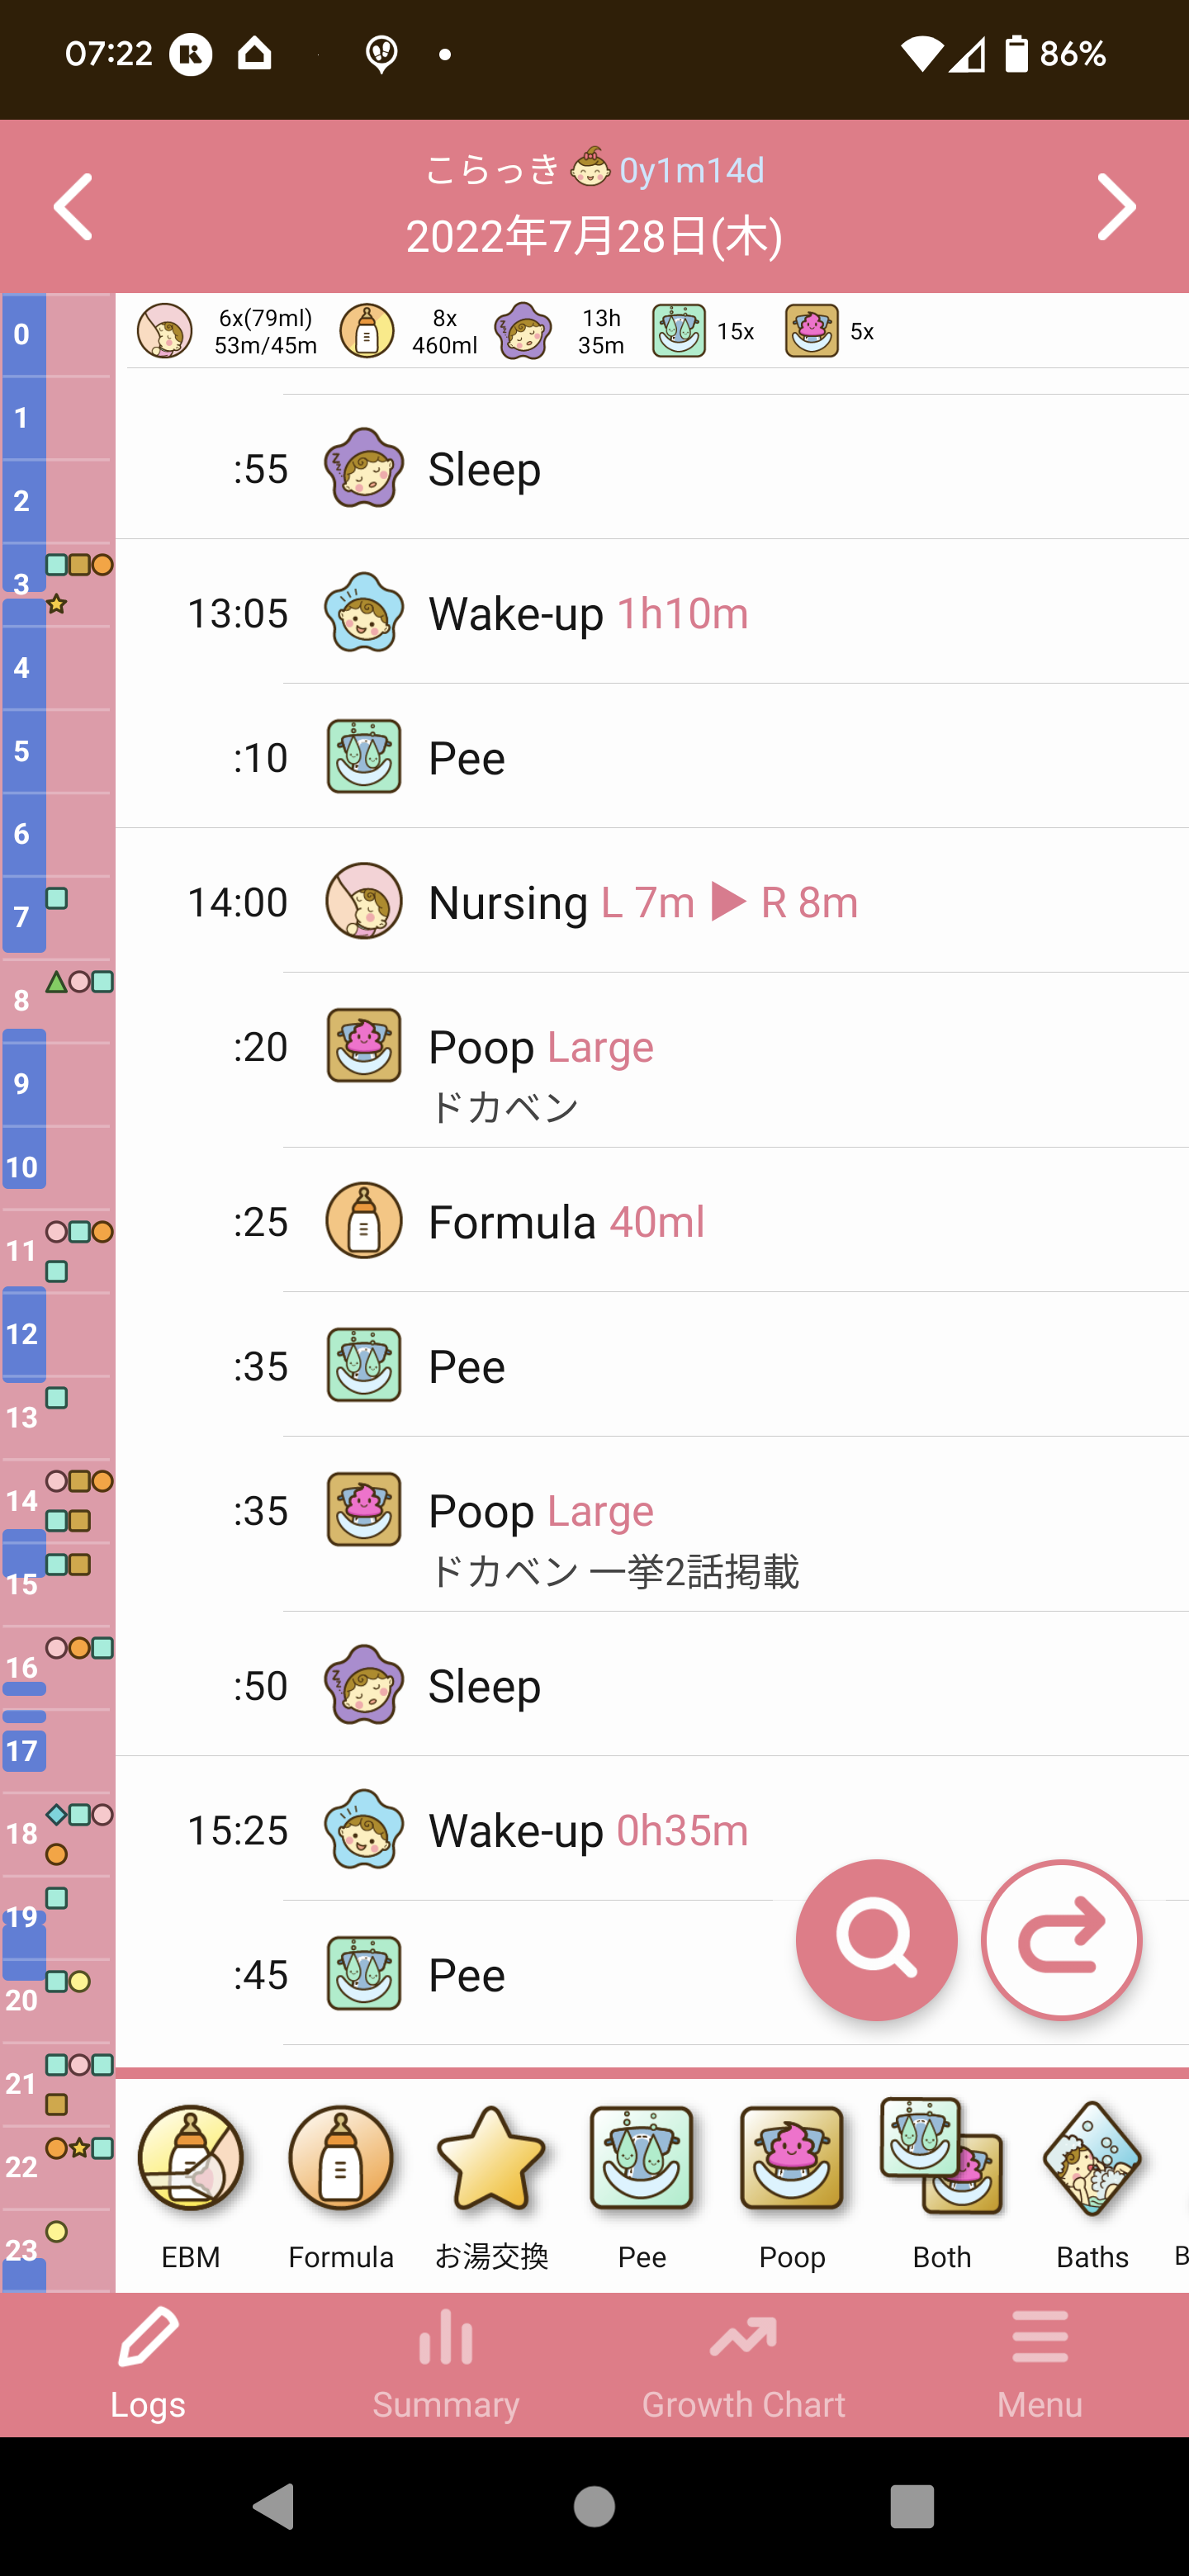 07:22 86%
こらっき 0y1m14d
2022年7月28日(木)
6x(79ml) 8x 13h 15x 5x
53m/45m 460ml 35m
:55 Sleep
13:05 Wake-up 1h10m
:10 Pee
14:00 Nursing L 7m ▶ R 8m
:20 Poop Large
ドカベン
:25 Formula 40ml
:35 Pee
:35 Poop Large
ドカベン 一挙2話掲載
:50 Sleep
15:25 Wake-up 0h35m
:45 Pee
0
1
2
3
4
5
6
7
8
9
10
11
12
13
14
15
16
17
18
19
20
21
22
23
EBM Formula お湯交換 Pee Poop Both Baths B
Logs Summary Growth Chart Menu